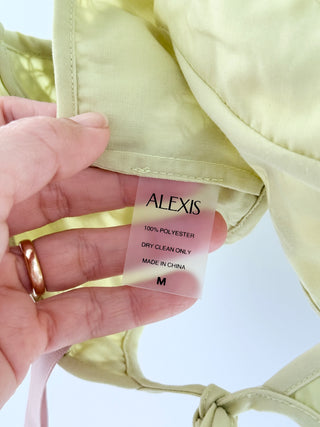 ALEXIS
100% POLYESTER
DRY CLEAN ONLY
MADE IN CHINA
M